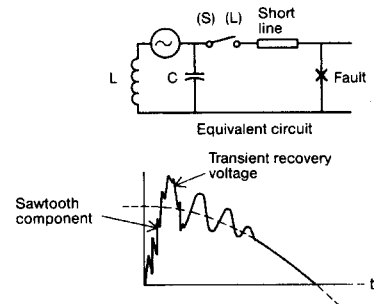 (S) (L) Short
line
L
C
Fault
Equivalent circuit
Transient recovery
voltage
Sawtooth
component
t